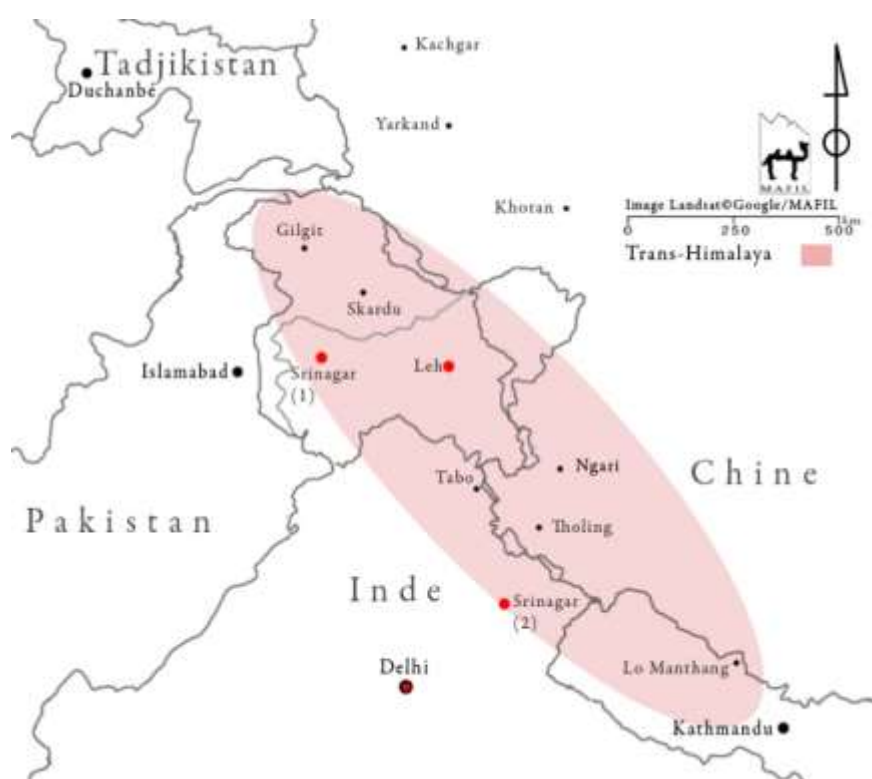 Kachgar
Tadjikistan
Duchanbé
Yarkand
MAFIL
Khotan
Image Landsat©Google/MAFIL
0 250 500 km
Trans-Himalaya
Gilgit
Skardu
Islamabad
Srinagar
(1)
Leh
Tabo
Ngari
Chine
Pakistan
Tholing
Inde
Srinagar
(2)
Delhi
Lo Manthang
Kathmandu